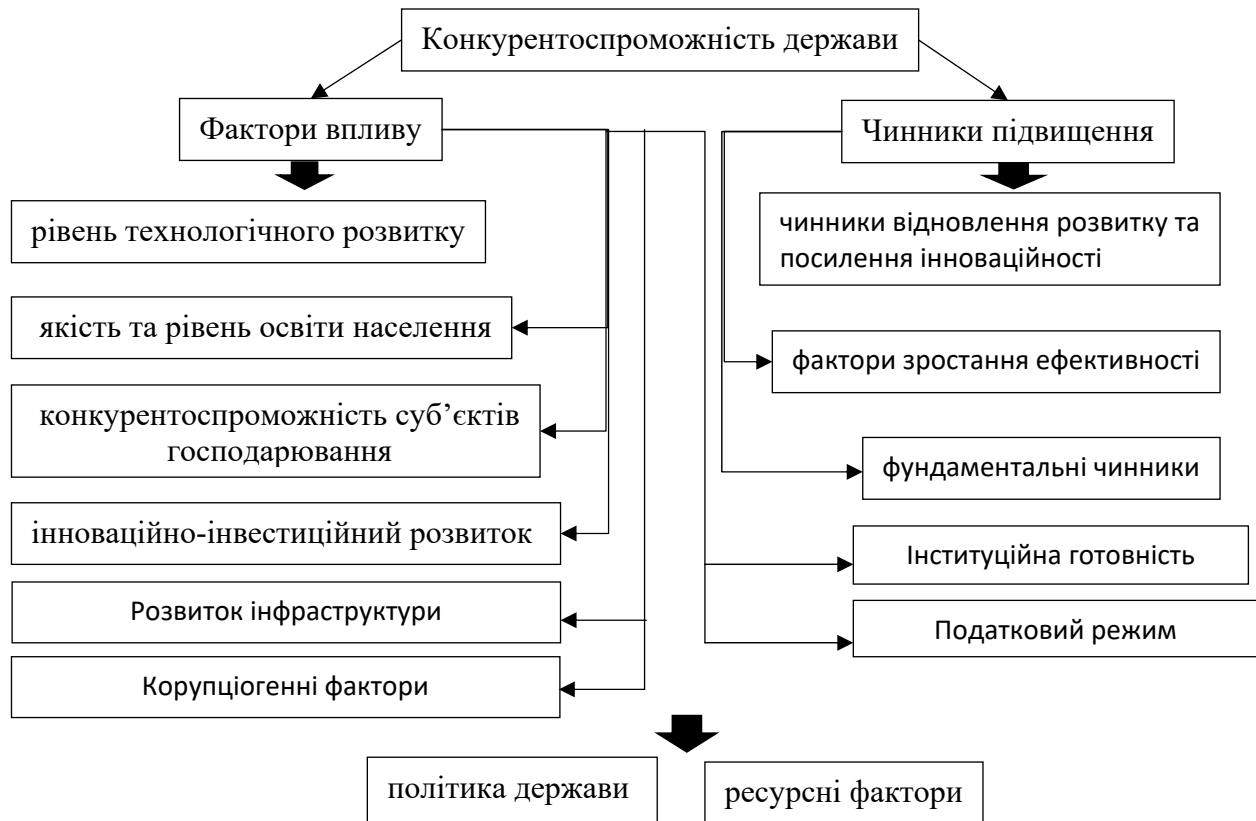 Конкурентоспроможність держави
Фактори впливу
Чинники підвищення
рівень технологічного розвитку
чинники відновлення розвитку та
посилення інноваційності
якість та рівень освіти населення
фактори зростання ефективності
конкурентоспроможність суб’єктів
господарювання
фундаментальні чинники
інноваційно-інвестиційний розвиток
Інституційна готовність
Розвиток інфраструктури
Податковий режим
Корупціогенні фактори
політика держави
ресурсні фактори